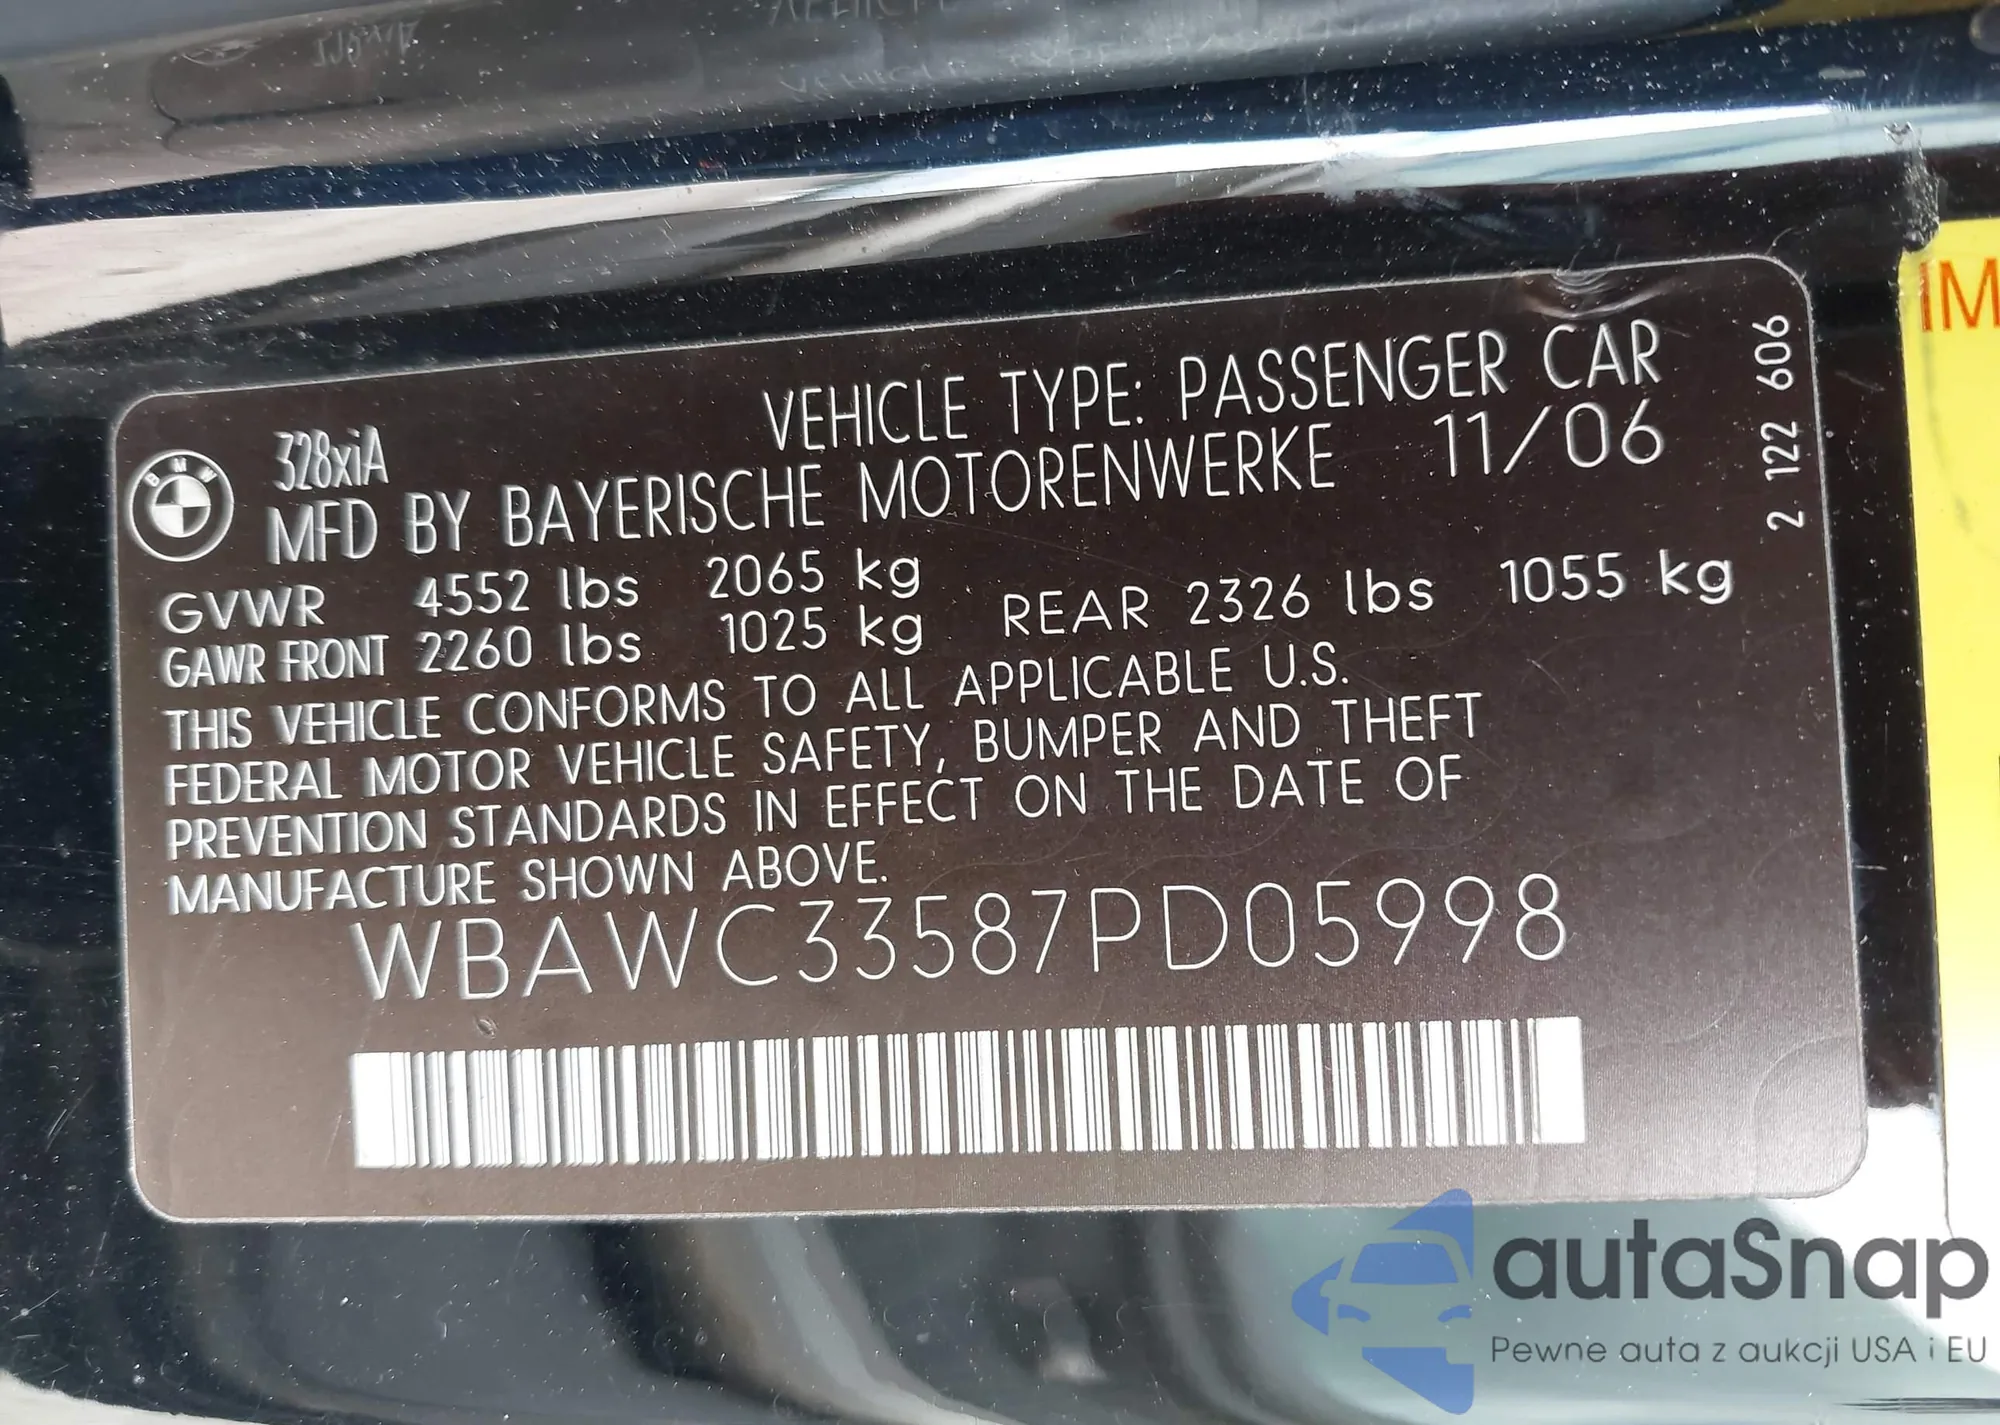 VEHICLE TYPE: PASSENGER CAR
328xiA
MFD BY BAYERISCHE MOTORENWERKE 11/06
GVWR 4552 lbs 2065 kg
GAWR FRONT 2260 lbs 1025 kg REAR 2326 lbs 1055 kg
THIS VEHICLE CONFORMS TO ALL APPLICABLE U.S.
FEDERAL MOTOR VEHICLE SAFETY, BUMPER AND THEFT
PREVENTION STANDARDS IN EFFECT ON THE DATE OF
MANUFACTURE SHOWN ABOVE.
WBAWC33587PD05998
2 122 606
BMW
autaSnap
Pewne auta z aukcji USA i EU